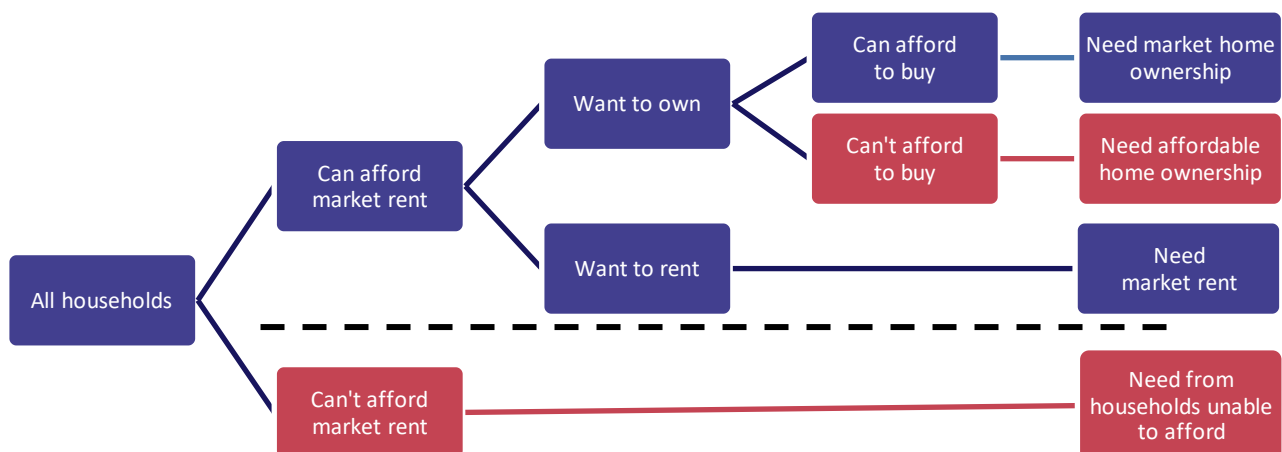 Can afford
to buy
Need market home
ownership
Want to own
Can't afford
to buy
Need affordable
home ownership
Can afford
market rent
Want to rent
Need
market rent
All households
Can't afford
market rent
Need from
households unable
to afford